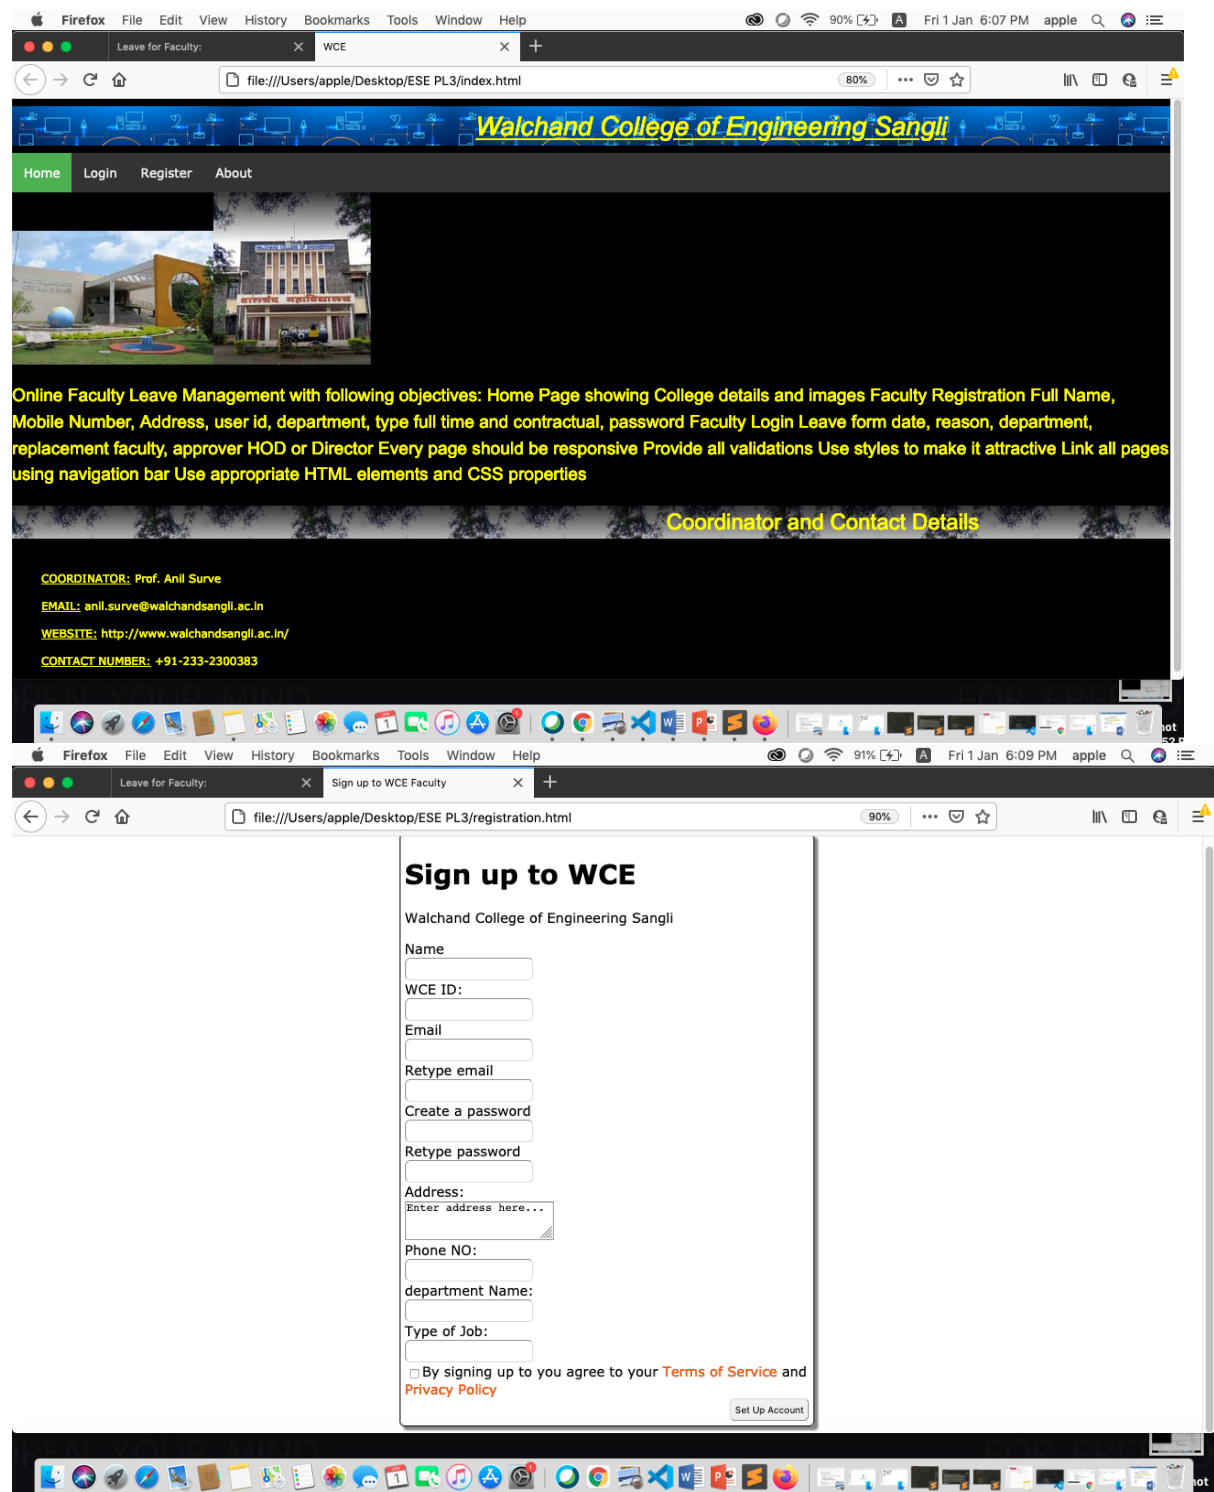 Firefox File Edit View History Bookmarks Tools Window Help 90% A Fri 1 Jan 6:07 PM apple
Leave for Faculty: × WCE × +
file:///Users/apple/Desktop/ESE PL3/index.html 80%
Walchand College of Engineering Sangli
Home Login Register About
WALCHAND COLLEGE OF ENGINEERING
वालचंद महाविद्यालय
Online Faculty Leave Management with following objectives: Home Page showing College details and images Faculty Registration Full Name,
Mobile Number, Address, user id, department, type full time and contractual, password Faculty Login Leave form date, reason, department,
replacement faculty, approver HOD or Director Every page should be responsive Provide all validations Use styles to make it attractive Link all pages
using navigation bar Use appropriate HTML elements and CSS properties
Coordinator and Contact Details
COORDINATOR: Prof. Anil Surve
EMAIL: anil.surve@walchandsangli.ac.in
WEBSITE: http://www.walchandsangli.ac.in/
CONTACT NUMBER: +91-233-2300383
OPEN YOUR MIND
Firefox File Edit View History Bookmarks Tools Window Help 91% A Fri 1 Jan 6:09 PM apple
Leave for Faculty: × Sign up to WCE Faculty × +
file:///Users/apple/Desktop/ESE PL3/registration.html 90%
Sign up to WCE
Walchand College of Engineering Sangli
Name
WCE ID:
Email
Retype email
Create a password
Retype password
Address:
Enter address here...
Phone NO:
department Name:
Type of Job:
By signing up to you agree to your Terms of Service and
Privacy Policy
Set Up Account